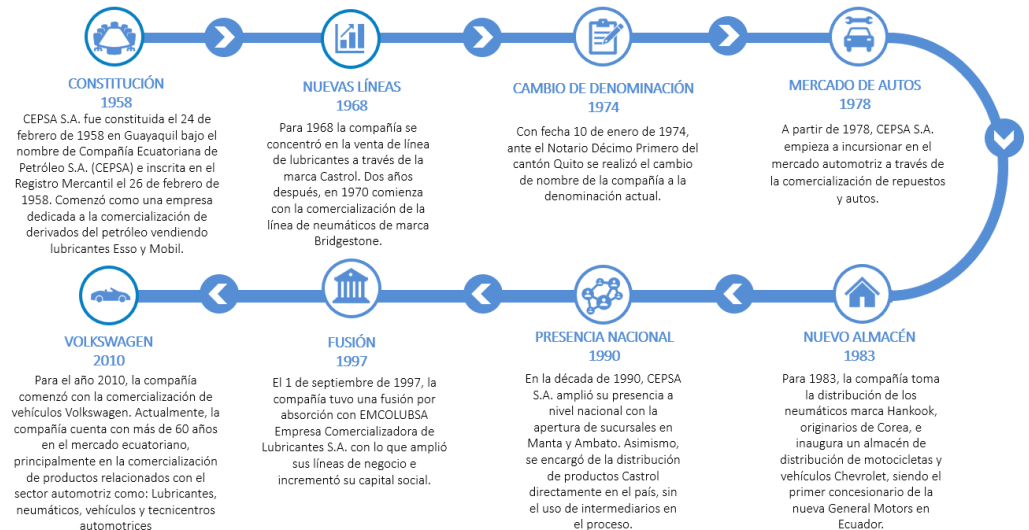 CONSTITUCIÓN
1958
CEPSA S.A. fue constituida el 24 de
febrero de 1958 en Guayaquil bajo el
nombre de Compañía Ecuatoriana de
Petróleo S.A. (CEPSA) e inscrita en el
Registro Mercantil el 26 de febrero de
1958. Comenzó como una empresa
dedicada a la comercialización de
derivados del petróleo vendiendo
lubricantes Esso y Mobil.
NUEVAS LÍNEAS
1968
Para 1968 la compañía se
concentró en la venta de línea
de lubricantes a través de la
marca Castrol. Dos años
después, en 1970 comienza
con la comercialización de la
línea de neumáticos de marca
Bridgestone.
CAMBIO DE DENOMINACIÓN
1974
Con fecha 10 de enero de 1974,
ante el Notario Décimo Primero del
cantón Quito se realizó el cambio
de nombre de la compañía a la
denominación actual.
MERCADO DE AUTOS
1978
A partir de 1978, CEPSA S.A.
empieza a incursionar en el
mercado automotriz a través de
la comercialización de repuestos
y autos.
NUEVO ALMACÉN
1983
Para 1983, la compañía toma
la distribución de los
neumáticos marca Hankook,
originarios de Corea, e
inaugura un almacén de
distribución de motocicletas y
vehículos Chevrolet, siendo el
primer concesionario de la
nueva General Motors en
Ecuador.
PRESENCIA NACIONAL
1990
En la década de 1990, CEPSA
S.A. amplió su presencia a
nivel nacional con la
apertura de sucursales en
Manta y Ambato. Asimismo,
se encargó de la distribución
de productos Castrol
directamente en el país, sin
el uso de intermediarios en
el proceso.
FUSIÓN
1997
El 1 de septiembre de 1997, la
compañía tuvo una fusión por
absorción con EMCOLUBSA
Empresa Comercializadora de
Lubricantes S.A. con lo que amplió
sus líneas de negocio e
incrementó su capital social.
VOLKSWAGEN
2010
Para el año 2010, la compañía
comenzó con la comercialización de
vehículos Volkswagen. Actualmente, la
compañía cuenta con más de 60 años
en el mercado ecuatoriano,
principalmente en la comercialización
de productos relacionados con el
sector automotriz como: Lubricantes,
neumáticos, vehículos y tecnicentros
automotrices